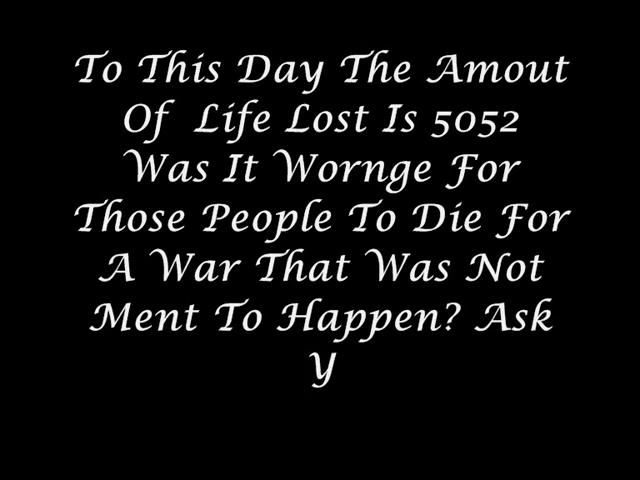 To This Day The Amout
Of Life Lost Is 5052
Was It Wornge For
Those People To Die For
A War That Was Not
Ment To Happen? Ask
Y